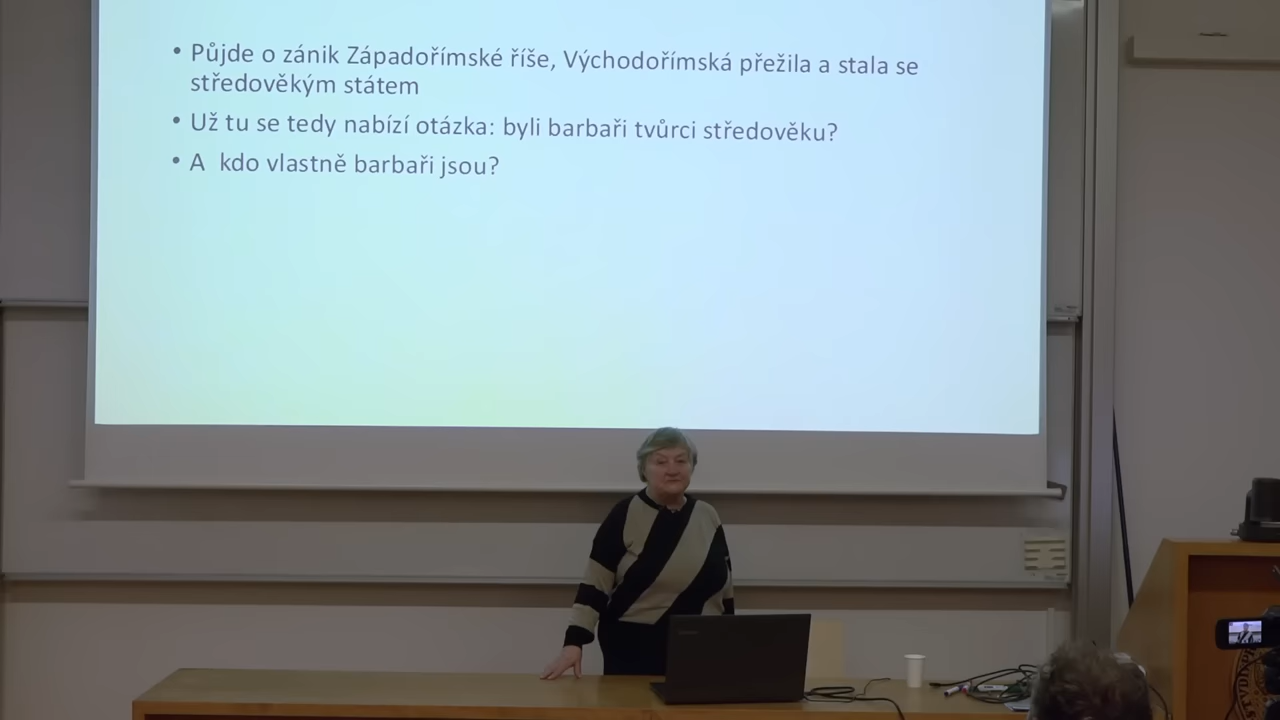 • Půjde o zánik Západořímské říše, Východořímská přežila a stala se
středověkým státem
• Už tu se tedy nabízí otázka: byli barbaři tvůrci středověku?
• A kdo vlastně barbaři jsou?